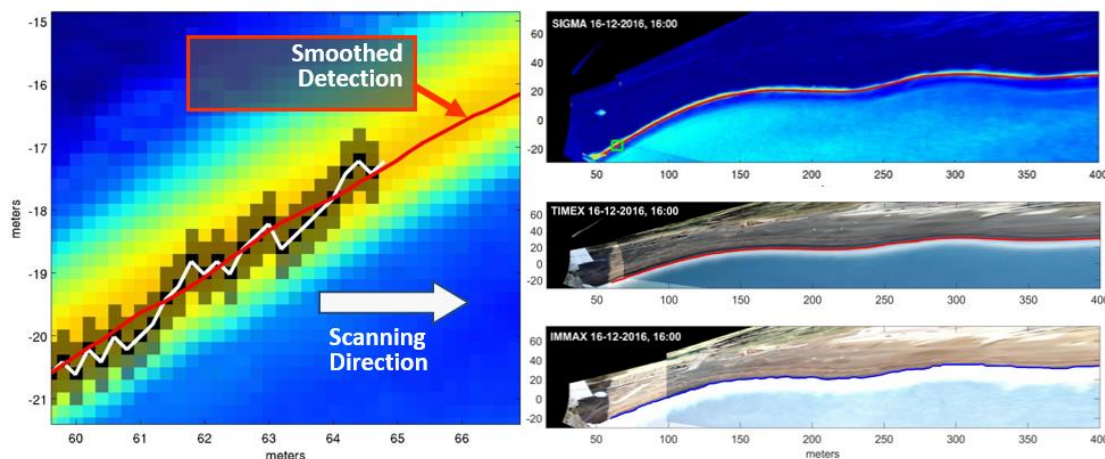 -15
-16
-17
-18
-19
-20
-21
meters
60 61 62 63 64 65 66
meters
Smoothed
Detection
Scanning
Direction
SIGMA 16-12-2016, 16:00
60
40
20
0
-20
50 100 150 200 250 300 350 400
TIMEX 16-12-2016, 16:00
60
40
20
0
-20
50 100 150 200 250 300 350 400
IMMAX 16-12-2016, 16:00
60
40
20
0
-20
50 100 150 200 250 300 350 400
meters